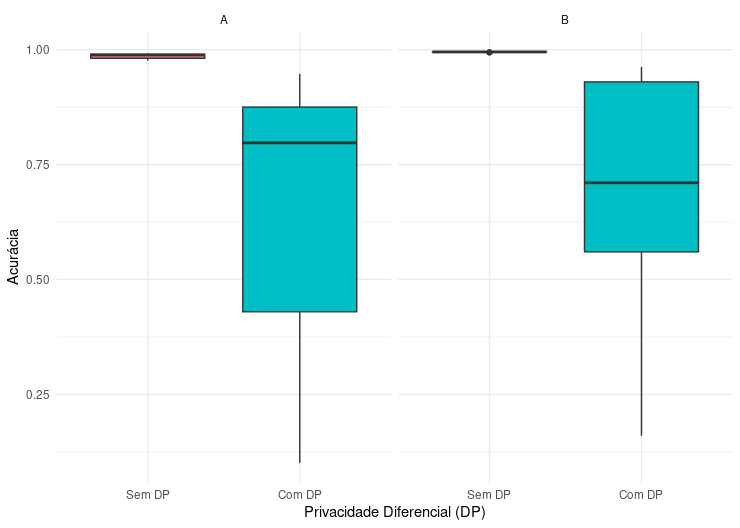 A B
1.00
0.75
0.50
0.25
Acurácia
Sem DP Com DP Sem DP Com DP
Privacidade Diferencial (DP)